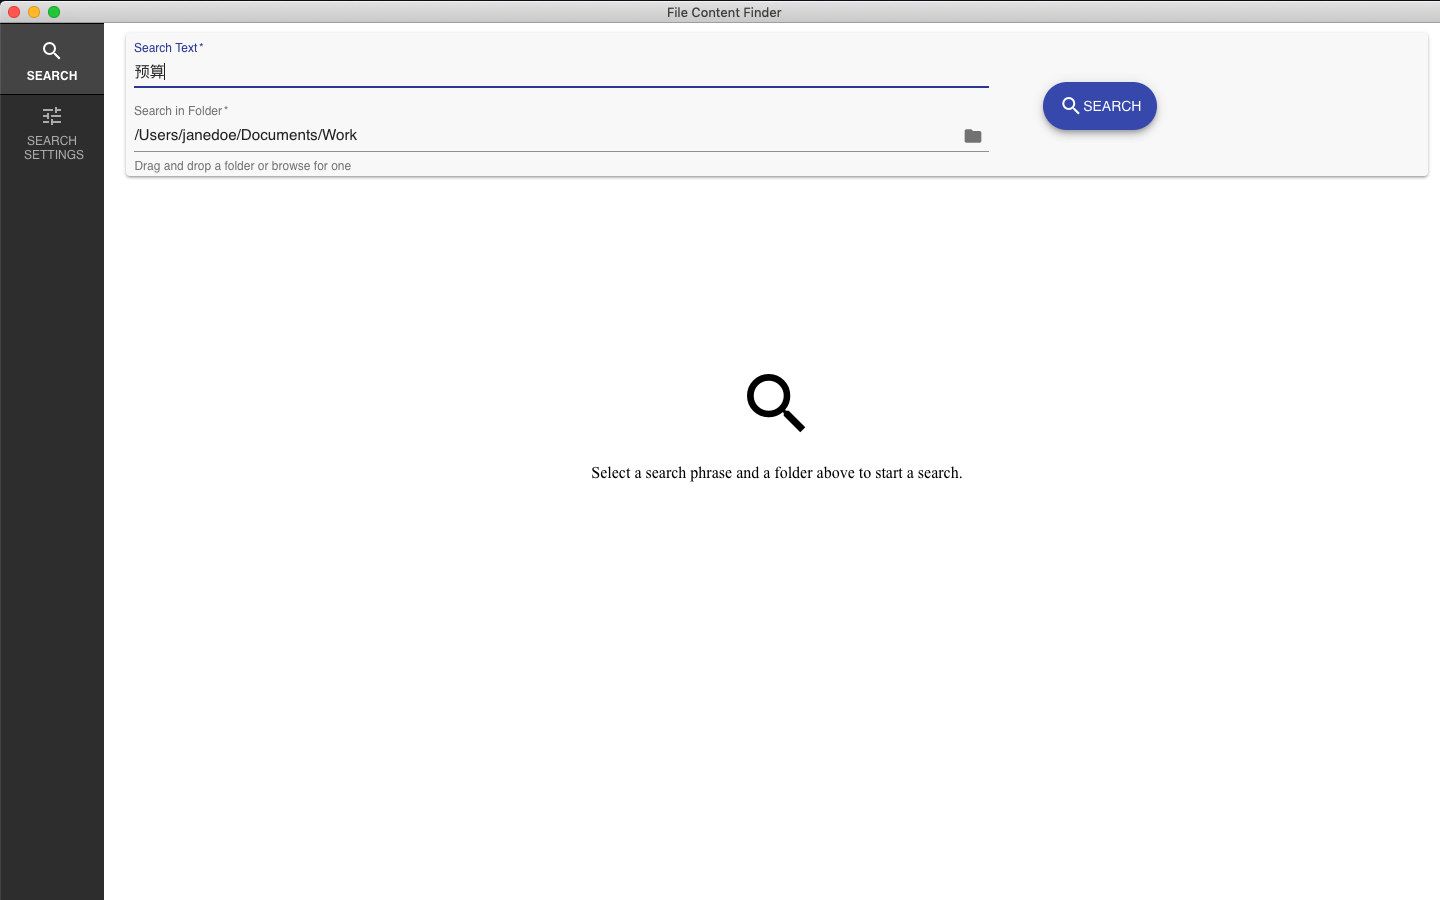 File Content Finder
SEARCH
SEARCH
SETTINGS
Search Text *
预算
Search in Folder *
/Users/janedoe/Documents/Work
Drag and drop a folder or browse for one
SEARCH
Select a search phrase and a folder above to start a search.